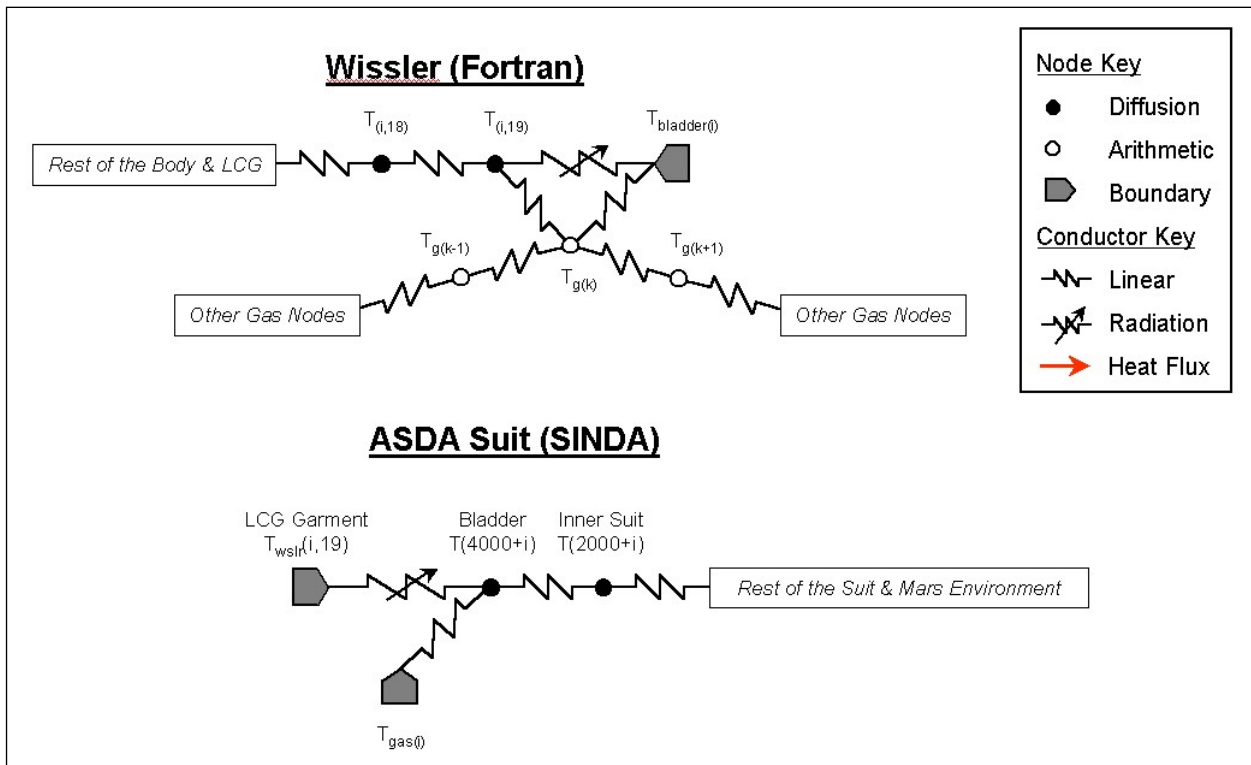 Wissler (Fortran)
T(i,18)
T(i,19)
Tbladder(i)
Rest of the Body & LCG
Tg(k-1)
Tg(k)
Tg(k+1)
Other Gas Nodes
Other Gas Nodes
Node Key
Diffusion
Arithmetic
Boundary
Conductor Key
Linear
Radiation
Heat Flux
ASDA Suit (SINDA)
LCG Garment
Twslr(i,19)
Bladder
T(4000+i)
Inner Suit
T(2000+i)
Rest of the Suit & Mars Environment
Tgas(i)